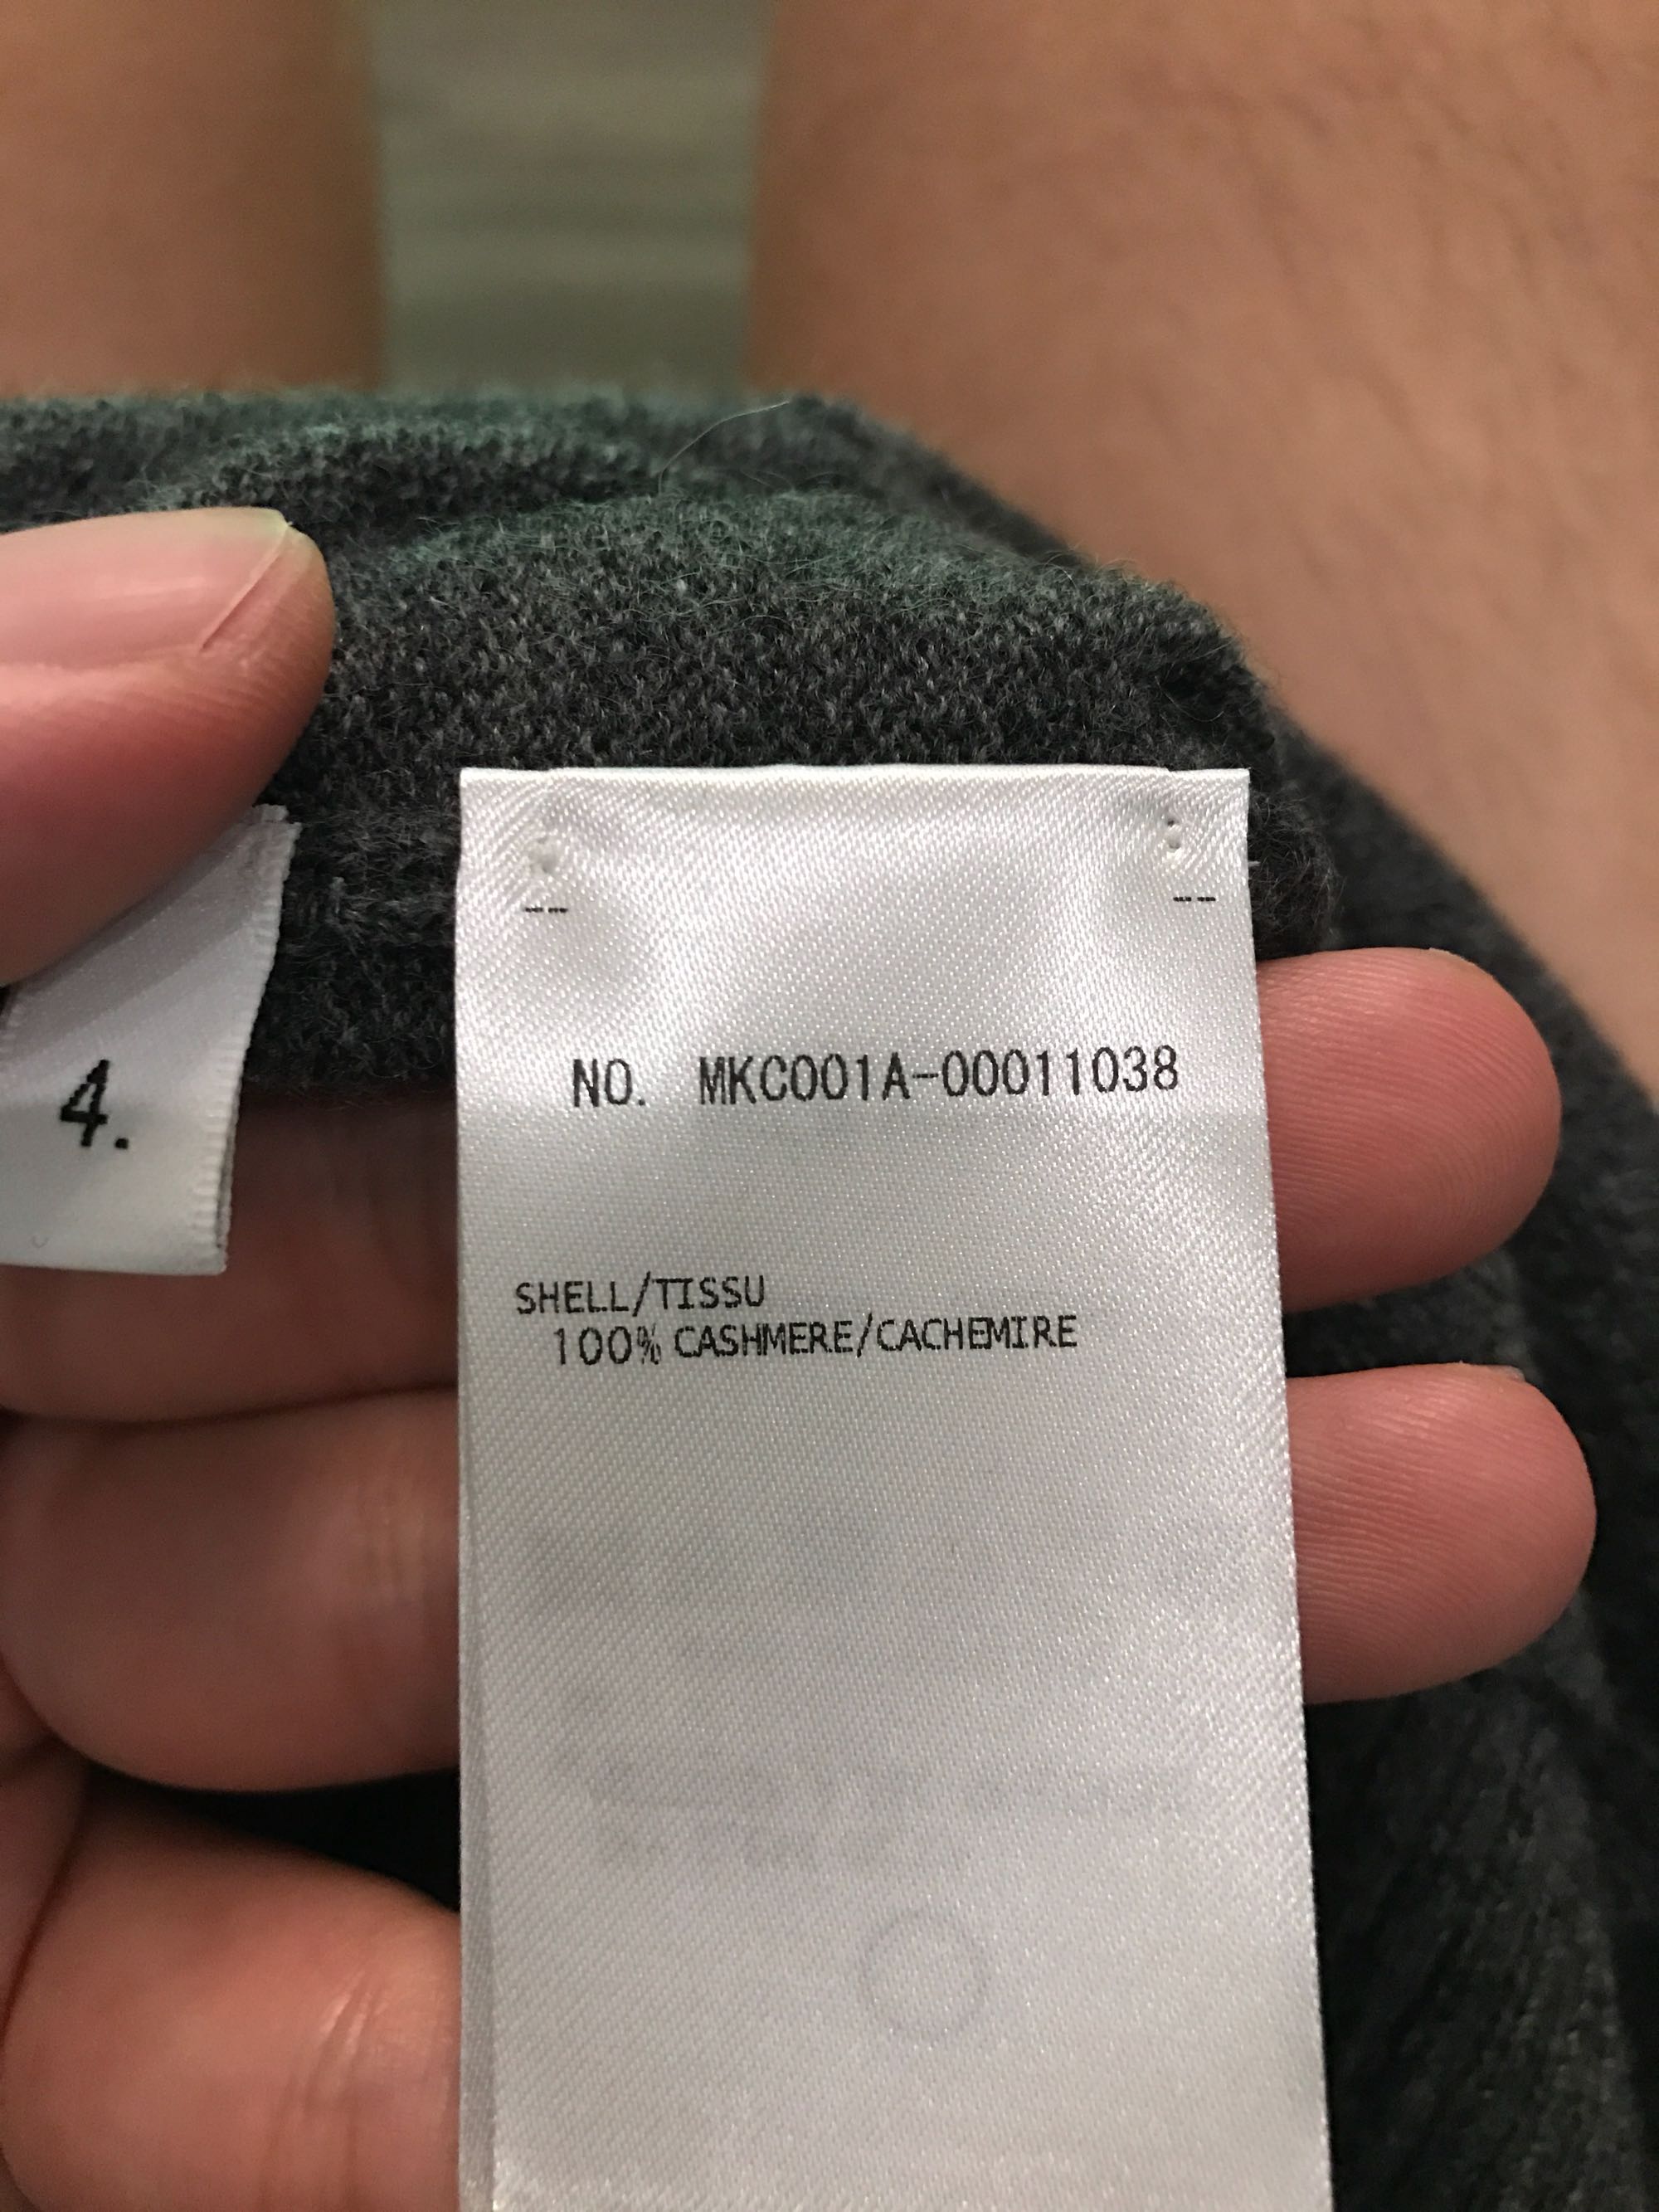 4.
NO. MKC001A-00011038
SHELL/TISSU
100% CASHMERE/CACHEMIRE